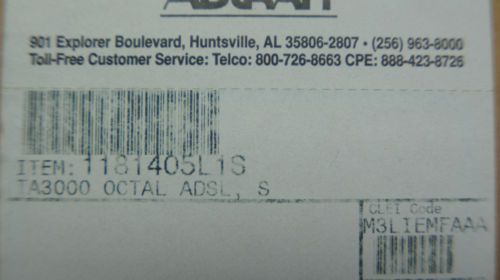 ADTRAN
901 Explorer Boulevard, Huntsville, AL 35806-2807 • (256) 963-8000
Toll-Free Customer Service: Telco: 800-726-8663 CPE: 888-423-8726
ITEM: 1181405L1S
TA3000 OCTAL ADSL, S
CLEI Code
M3LIEMFAAA